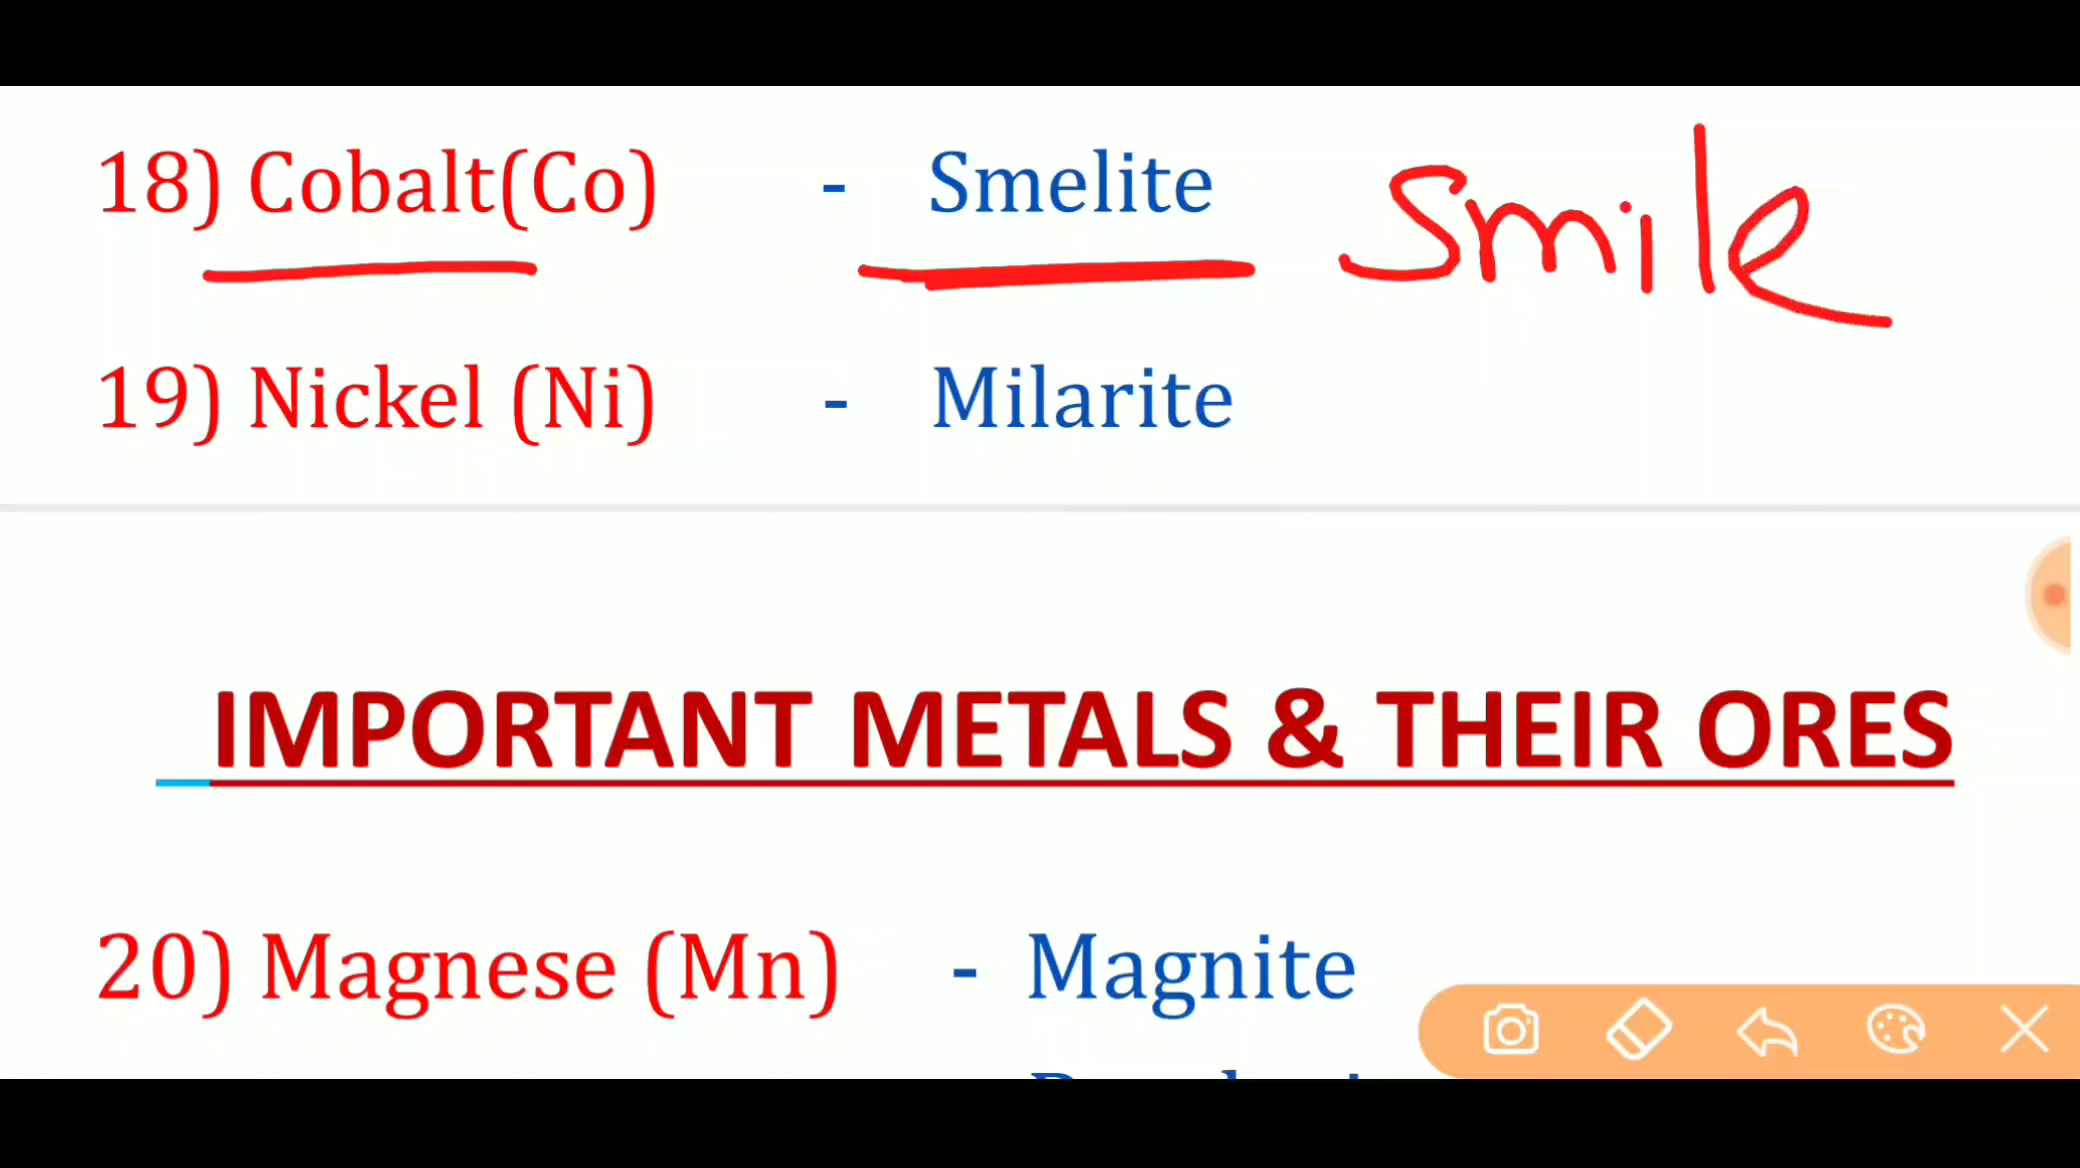 18) Cobalt(Co) - Smelite smile
19) Nickel (Ni) - Milarite
IMPORTANT METALS & THEIR ORES
20) Magnese (Mn) - Magnite